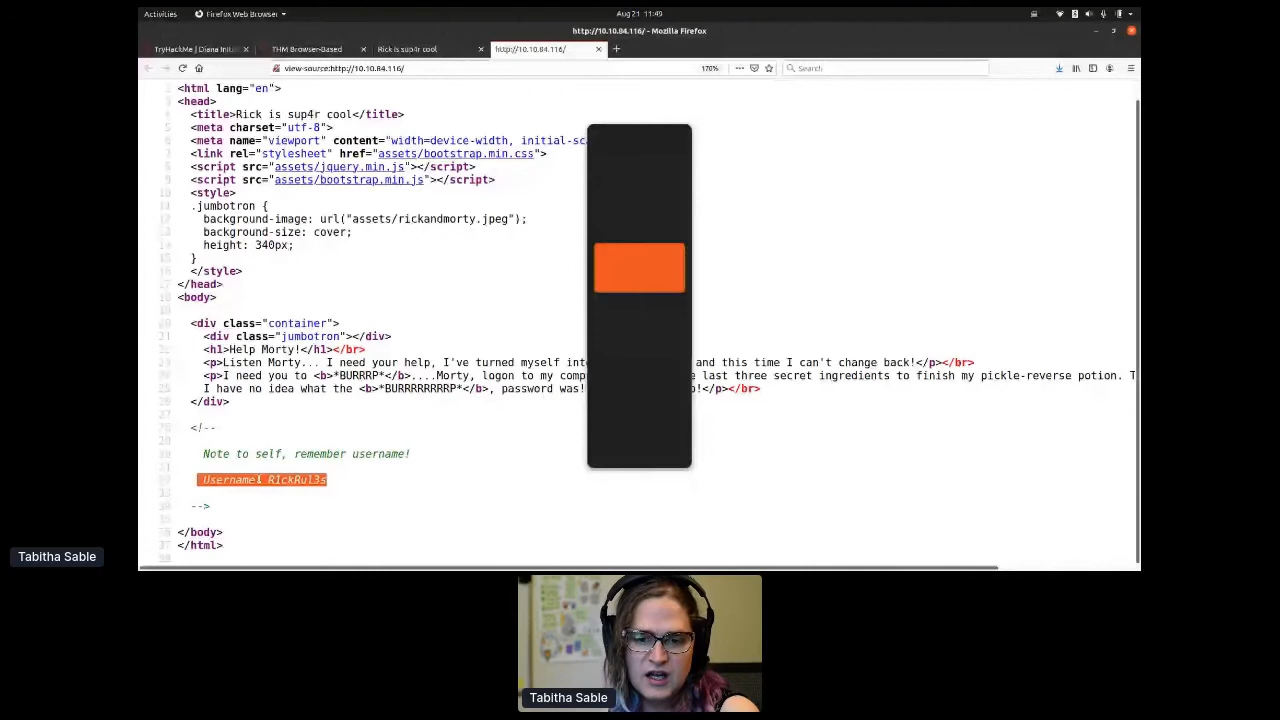 Activities
Firefox Web Browser
Aug 21 11:49
http://10.10.84.116/ - Mozilla Firefox
TryHackMe | Diana Initi
THM Browser-Based
Rick is sup4r cool
http://10.10.84.116/
view-source:http://10.10.84.116/
170%
Search
<html lang="en">
<head>
<title>Rick is sup4r cool</title>
<meta charset="utf-8">
<meta name="viewport" content="width=device-width, initial-sc
<link rel="stylesheet" href="assets/bootstrap.min.css">
<script src="assets/jquery.min.js"></script>
<script src="assets/bootstrap.min.js"></script>
<style>
.jumbotron {
background-image: url("assets/rickandmorty.jpeg");
background-size: cover;
height: 340px;
}
</style>
</head>
<body>
<div class="container">
<div class="jumbotron"></div>
<h1>Help Morty!</h1></br>
<p>Listen Morty... I need your help, I've turned myself int and this time I can't change back!</p></br>
<p>I need you to <b>*BURRRP*</b>....Morty, logon to my comp last three secret ingredients to finish my pickle-reverse potion. T
I have no idea what the <b>*BURRRRRRRRP*</b>, password was! !</p></br>
</div>
<!--
Note to self, remember username!
Username: R1ckRul3s
-->
</body>
</html>
Tabitha Sable
Tabitha Sable